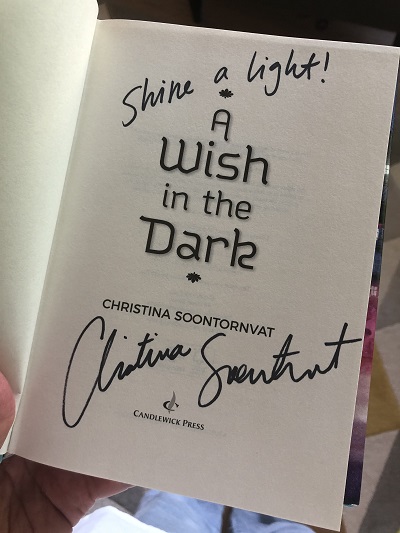 Shine a light!
A
Wish
in the
Dark
CHRISTINA SOONTORNVAT
Christina Soontornvat
CANDLEWICK PRESS